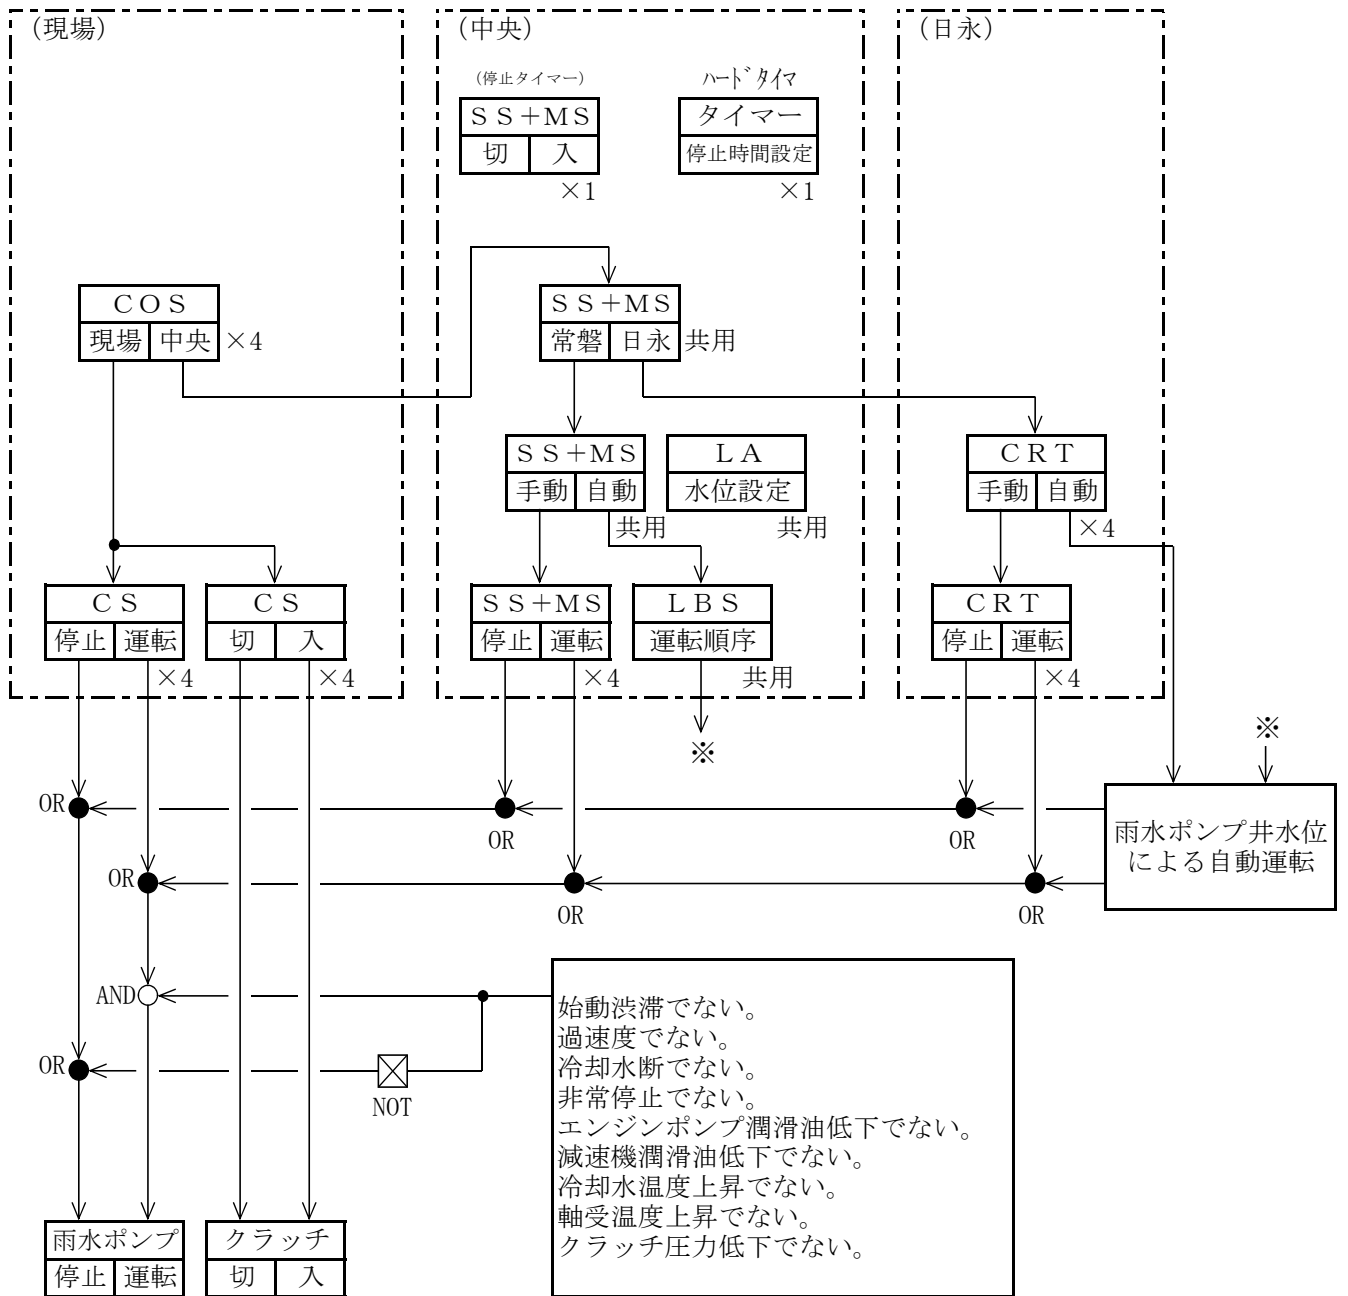 (現場)
(中央)
(日永)
(停止タイマー)
ハードタイマ
SS+MS
切 入
×1
タイマー
停止時間設定
×1
COS
現場 中央 ×4
SS+MS
常磐 日永 共用
SS+MS
手動 自動
共用
LA
水位設定
共用
CRT
手動 自動
×4
CS
停止 運転
×4
CS
切 入
×4
SS+MS
停止 運転
×4
LBS
運転順序
共用
CRT
停止 運転
×4
※
※
OR
OR
OR
雨水ポンプ井水位
による自動運転
OR
OR
OR
AND
OR
NOT
始動渋滞でない。
過速度でない。
冷却水断でない。
非常停止でない。
エンジンポンプ潤滑油低下でない。
減速機潤滑油低下でない。
冷却水温度上昇でない。
軸受温度上昇でない。
クラッチ圧力低下でない。
雨水ポンプ
停止 運転
クラッチ
切 入